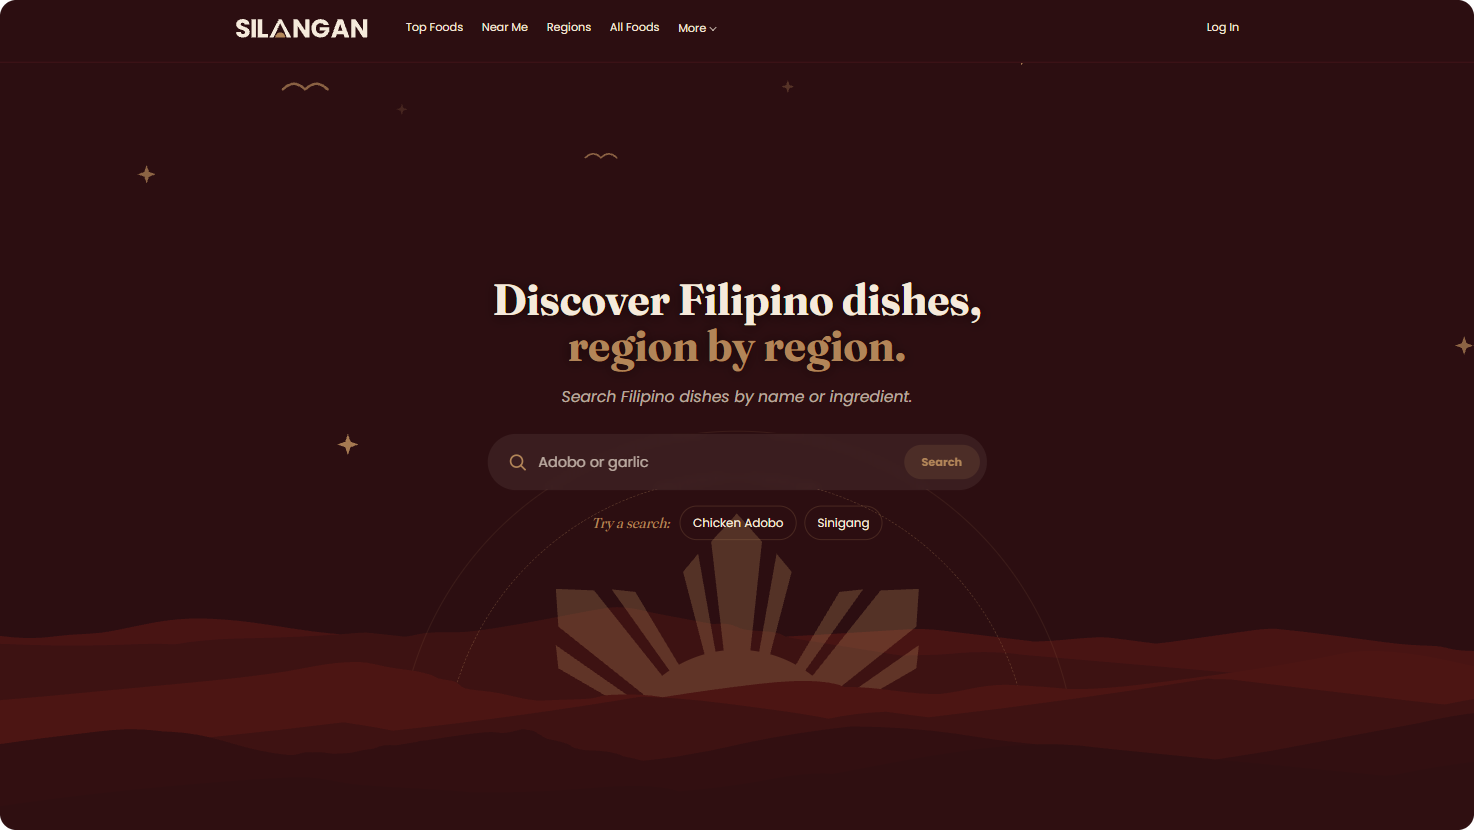 SILANGAN
Top Foods
Near Me
Regions
All Foods
More
Log In
Discover Filipino dishes,
region by region.
Search Filipino dishes by name or ingredient.
Adobo or garlic
Search
Try a search:
Chicken Adobo
Sinigang